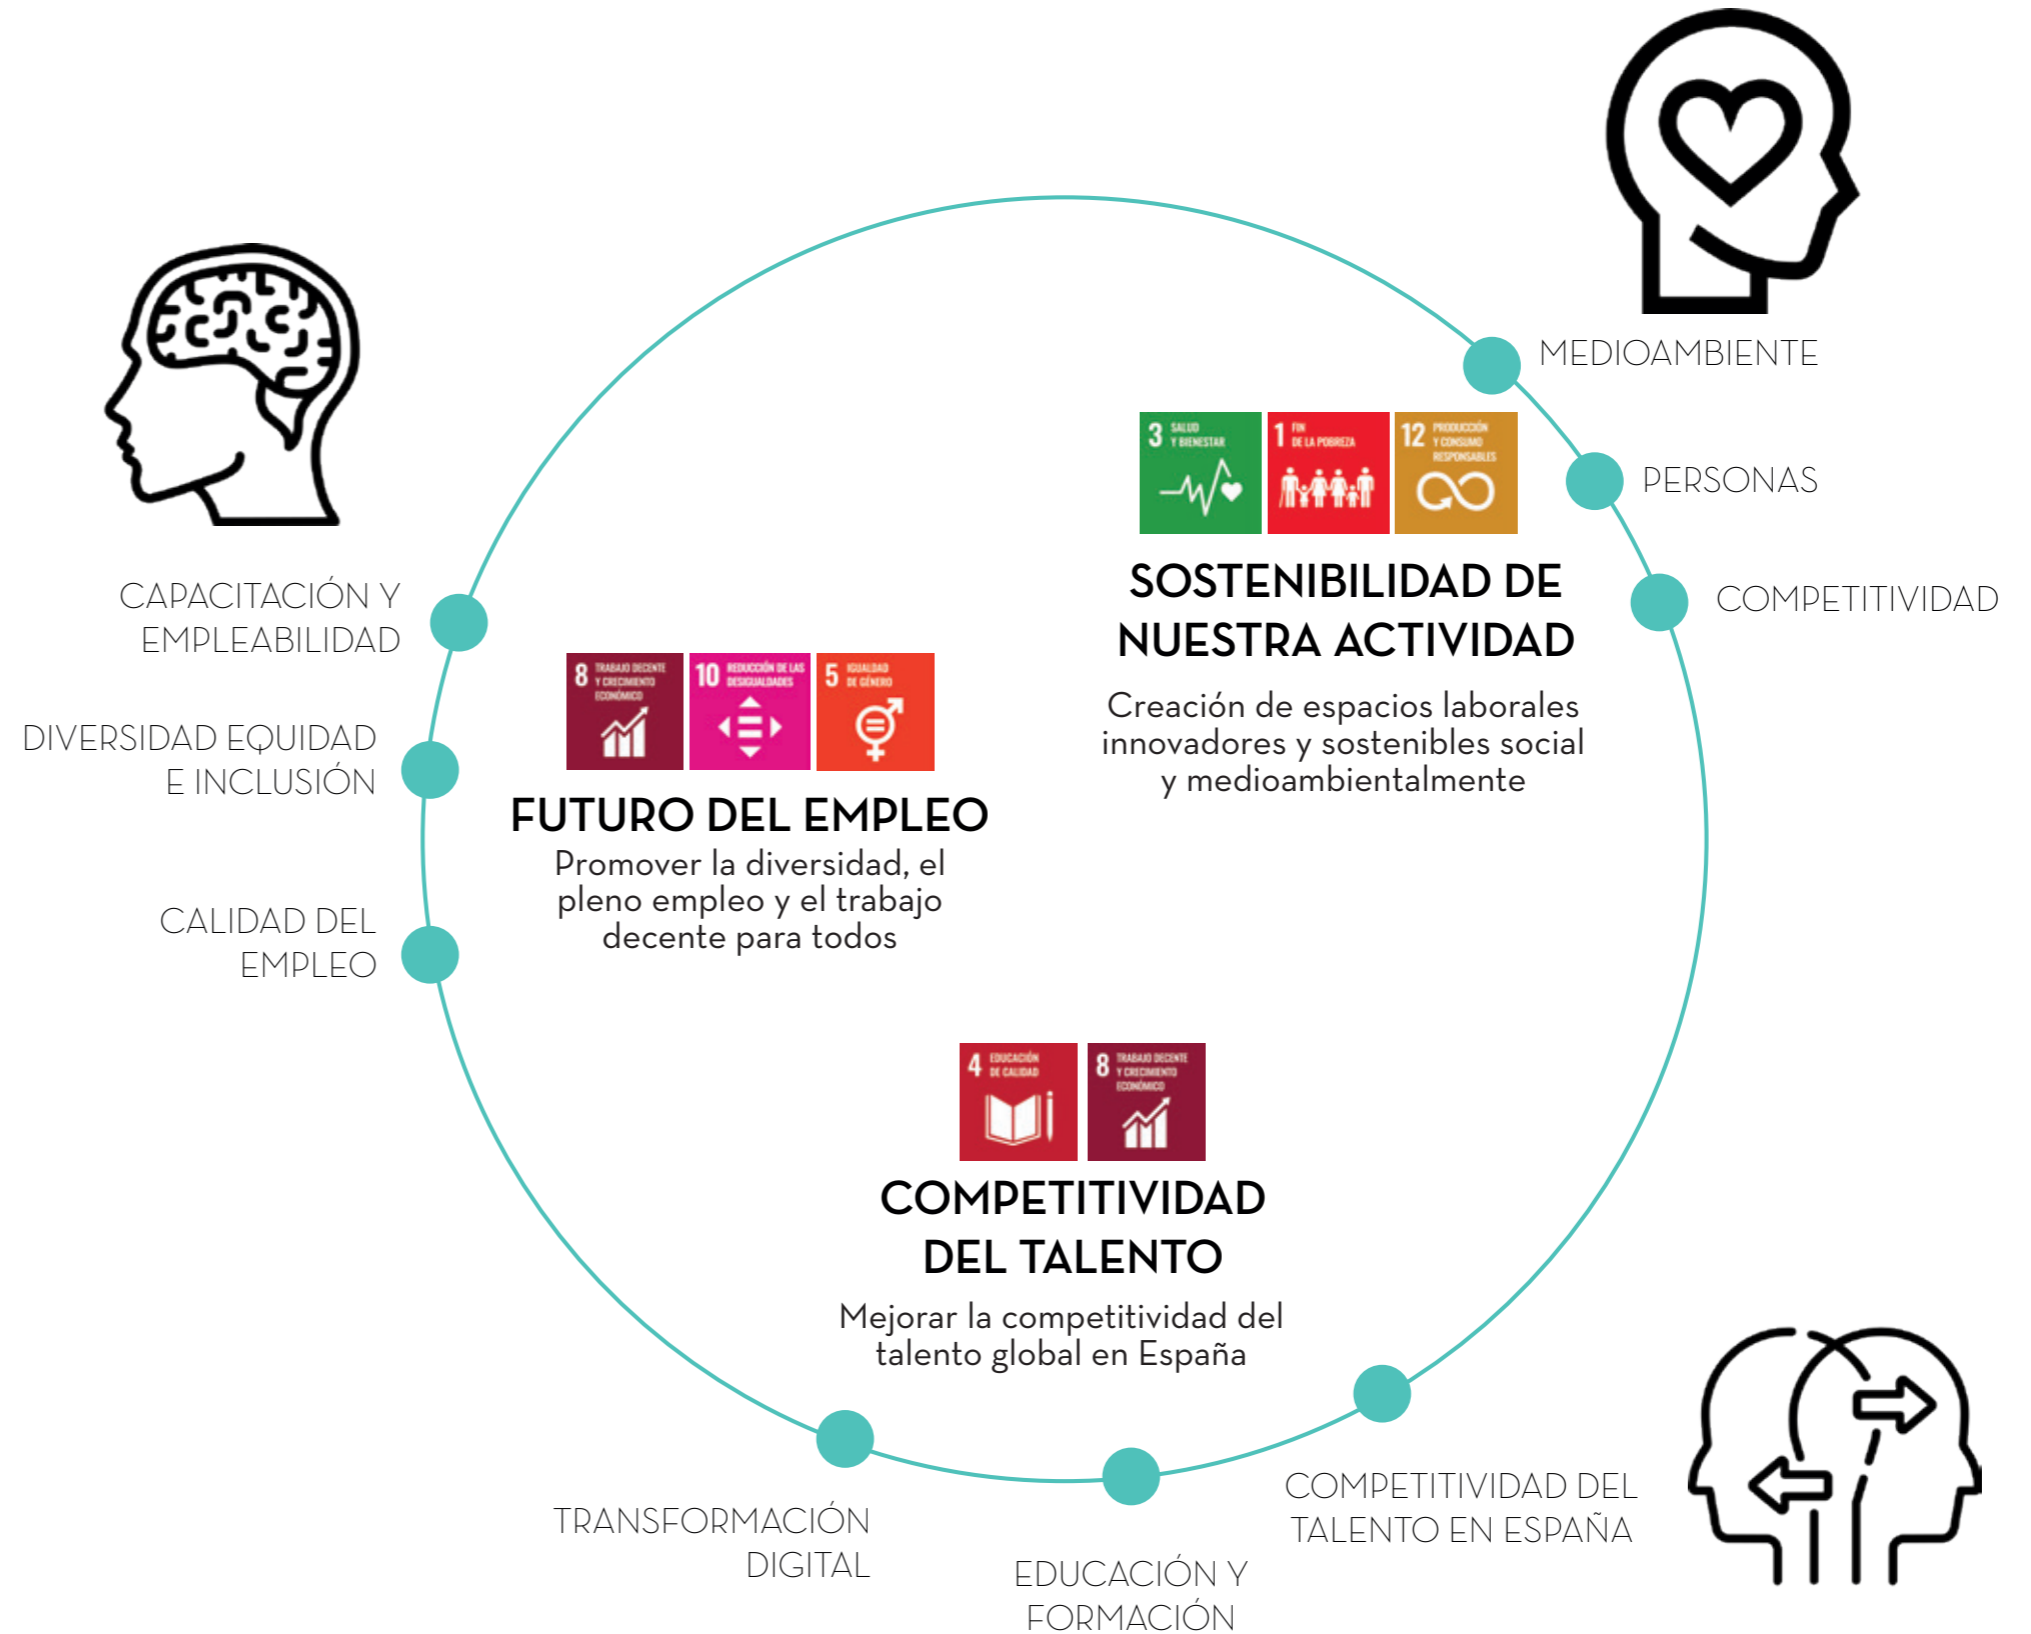 MEDIOAMBIENTE
PERSONAS
COMPETITIVIDAD
3 SALUD
Y BIENESTAR
1 FIN
DE LA POBREZA
12 PRODUCCIÓN
Y CONSUMO
RESPONSABLES
SOSTENIBILIDAD DE
NUESTRA ACTIVIDAD
Creación de espacios laborales
innovadores y sostenibles social
y medioambientalmente
CAPACITACIÓN Y
EMPLEABILIDAD
DIVERSIDAD EQUIDAD
E INCLUSIÓN
CALIDAD DEL
EMPLEO
8 TRABAJO DECENTE
Y CRECIMIENTO
ECONÓMICO
10 REDUCCIÓN DE LAS
DESIGUALDADES
5 IGUALDAD
DE GÉNERO
FUTURO DEL EMPLEO
Promover la diversidad, el
pleno empleo y el trabajo
decente para todos
4 EDUCACIÓN
DE CALIDAD
8 TRABAJO DECENTE
Y CRECIMIENTO
ECONÓMICO
COMPETITIVIDAD
DEL TALENTO
Mejorar la competitividad del
talento global en España
TRANSFORMACIÓN
DIGITAL
EDUCACIÓN Y
FORMACIÓN
COMPETITIVIDAD DEL
TALENTO EN ESPAÑA